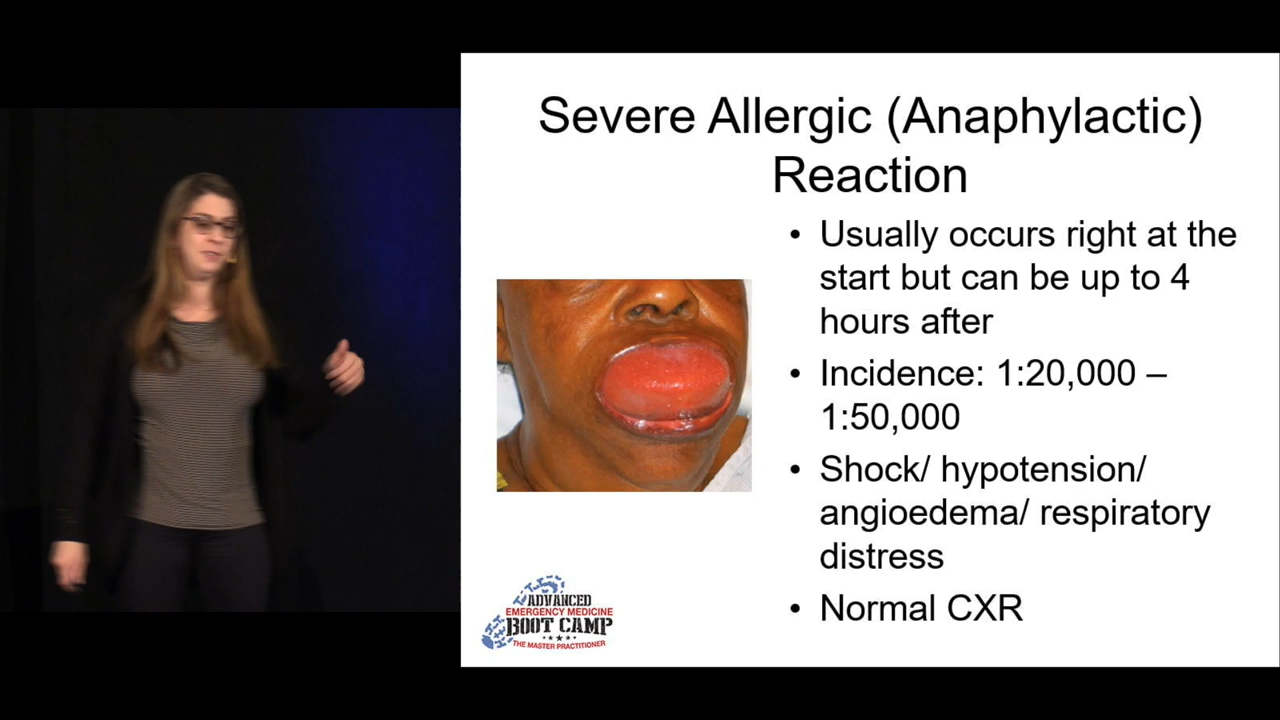 Severe Allergic (Anaphylactic)
Reaction
• Usually occurs right at the
start but can be up to 4
hours after
• Incidence: 1:20,000 –
1:50,000
• Shock/ hypotension/
angioedema/ respiratory
distress
• Normal CXR
ADVANCED
EMERGENCY MEDICINE
BOOT CAMP
THE MASTER PRACTITIONER